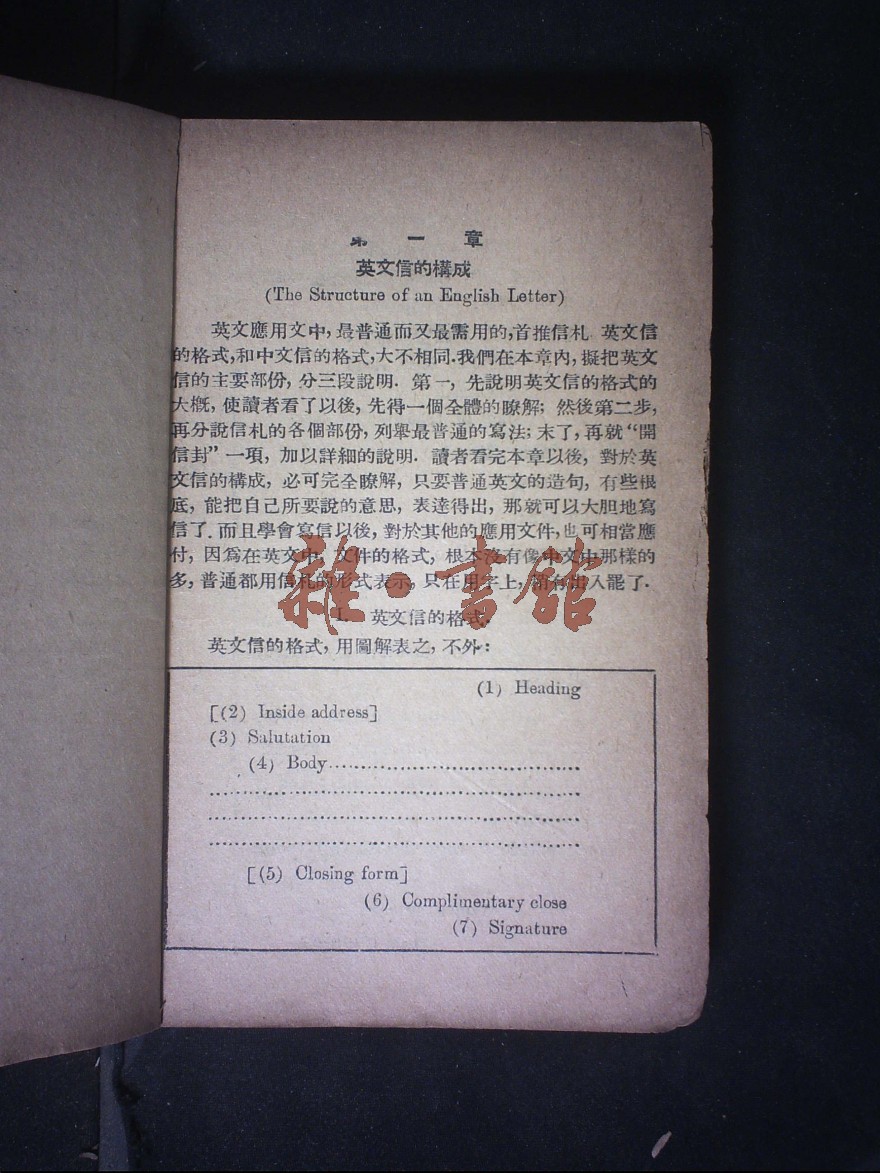 第一章
英文信的構成
(The Structure of an English Letter)
英文應用文中,最普通而又最需用的,首推信札. 英文信
的格式,和中文信的格式,大不相同.我們在本章內,擬把英文
信的主要部份,分三段說明. 第一,先說明英文信的格式的
大概,使讀者看了以後,先得一個全體的瞭解;然後第二步,
再分說信札的各個部份,列舉最普通的寫法;末了,再就“開
信封”一項,加以詳細的說明. 讀者看完本章以後,對於英
文信的構成,必可完全瞭解,只要普通英文的造句,有些根
底,能把自己所要說的意思,表達得出,那就可以大胆地寫
信了.而且學會寫信以後,對於其他的應用文件,也可相當應
付,因爲在英文中,文件的格式,根本沒有像中文中那樣的
多,普通都用信札的形式表示,只在用字上,稍有出入罷了.
雜·書館
I. 英文信的格式.
英文信的格式,用圖解表之,不外:
(1) Heading
[(2) Inside address]
(3) Salutation
(4) Body
[(5) Closing form]
(6) Complimentary close
(7) Signature